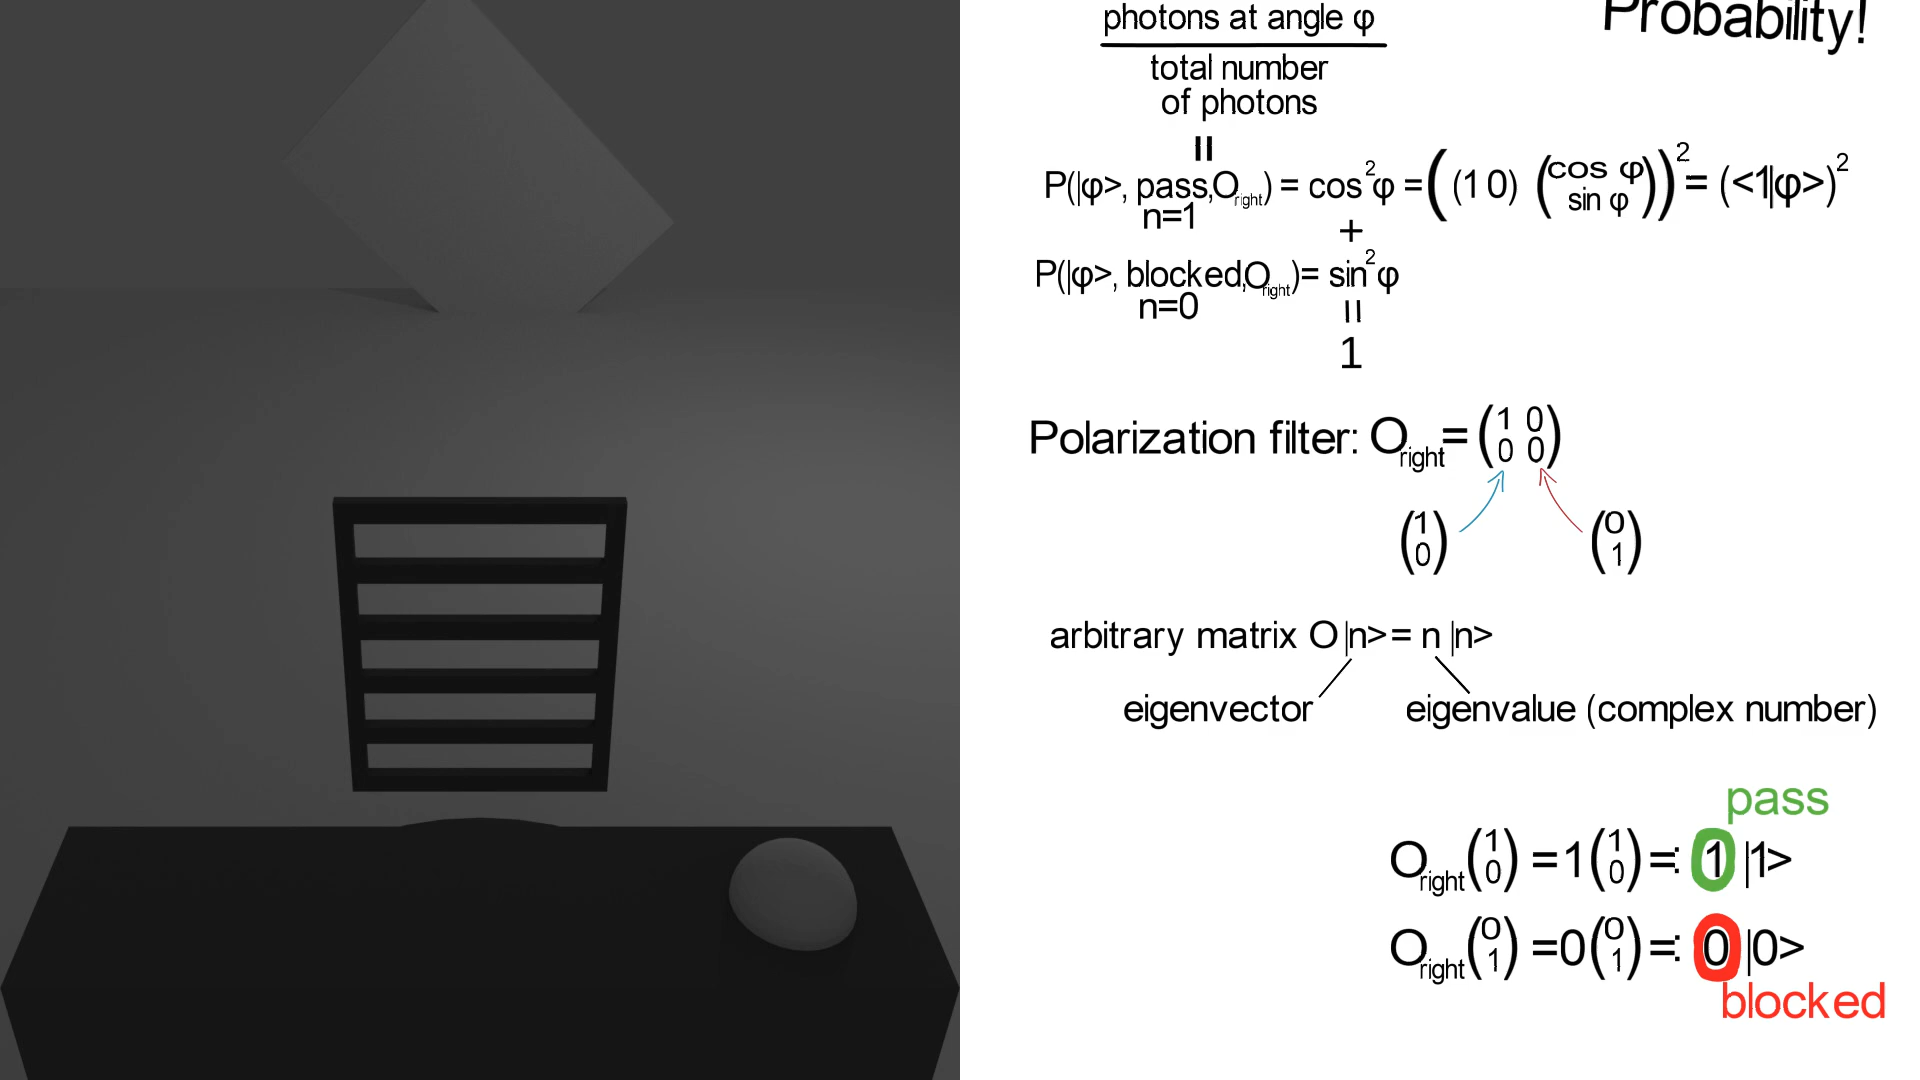 Probability!
photons at angle φ
total number
of photons
=
P(|φ>, pass,O_right) = cos²φ = ((1 0) (cos φ sin φ))² = (<1|φ>)²
n=1
+
P(|φ>, blocked,O_right)= sin²φ
n=0
=
1
Polarization filter: O_right = (1 0
0 0)
(1 0) (0 1)
arbitrary matrix O |n> = n |n>
eigenvector eigenvalue (complex number)
pass
O_right (1 0) = 1 (1 0) =: 1 |1>
O_right (0 1) =0 (0 1) =: 0 |0>
blocked